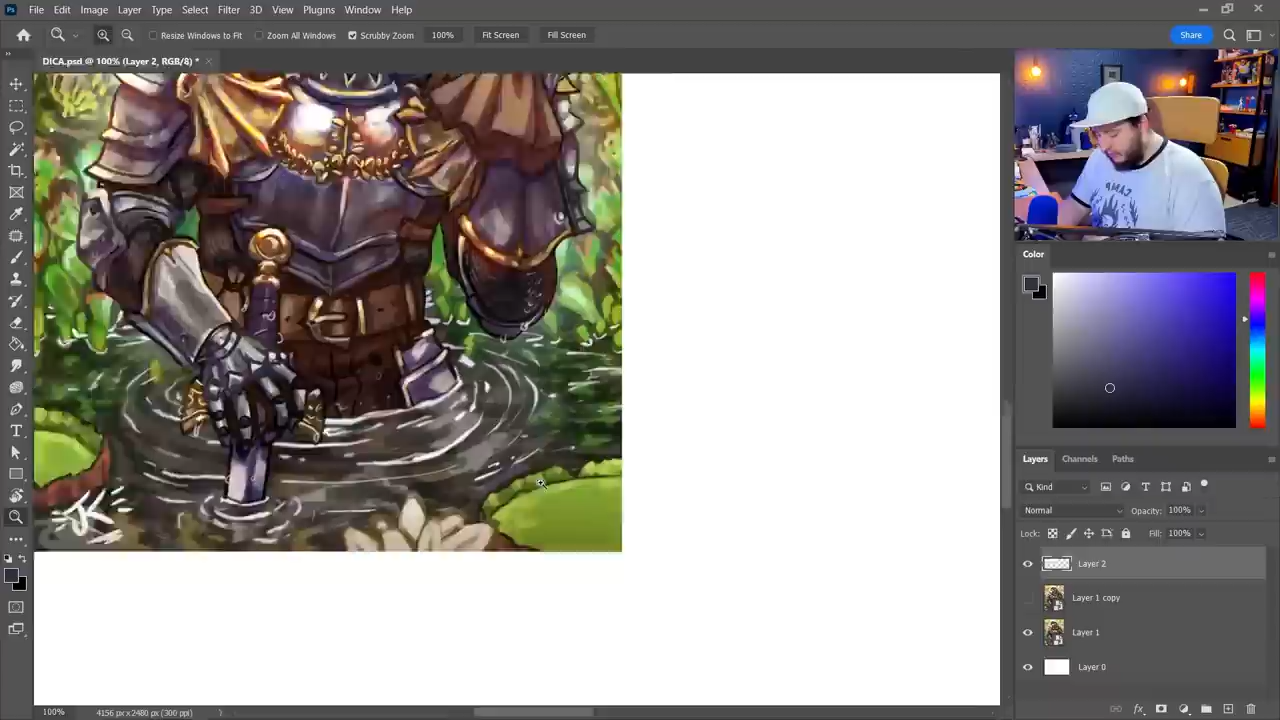 Ps File Edit Image Layer Type Select Filter 3D View Plugins Window Help
Resize Windows to Fit Zoom All Windows Scrubby Zoom 100% Fit Screen Fill Screen Share
DICA.psd @ 100% (Layer 2, RGB/8) * ×
JK
Color
Layers Channels Paths
Kind
Normal Opacity: 100%
Lock: Fill: 100%
Layer 2
Layer 1 copy
Layer 1
Layer 0
fx
100% 4156 px x 2480 px (300 ppi)